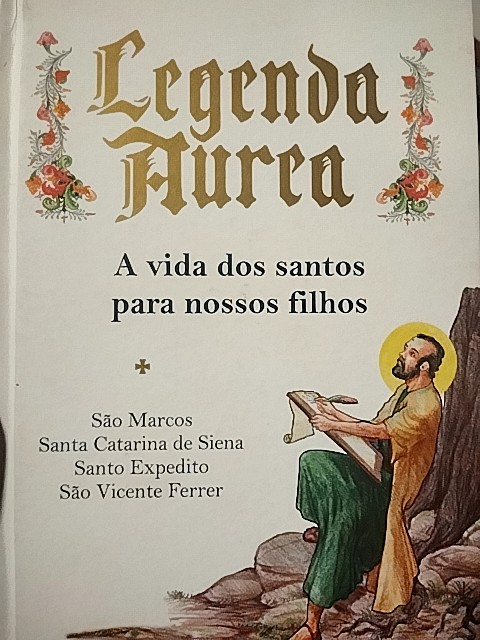 Legenda
Aurea
A vida dos santos
para nossos filhos
São Marcos
Santa Catarina de Siena
Santo Expedito
São Vicente Ferrer